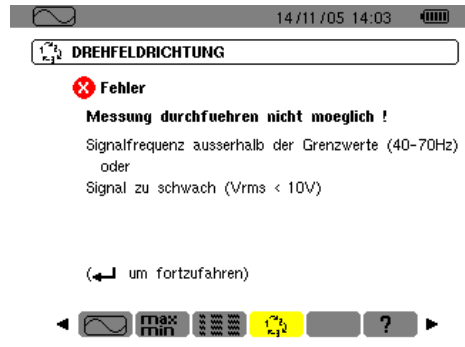 14/11/05 14:03
DREHFELDRICHTUNG
Fehler
Messung durchfuehren nicht moeglich !
Signalfrequenz ausserhalb der Grenzwerte (40-70Hz)
oder
Signal zu schwach (Vrms < 10V)
(↵ um fortzufahren)
max
min
?